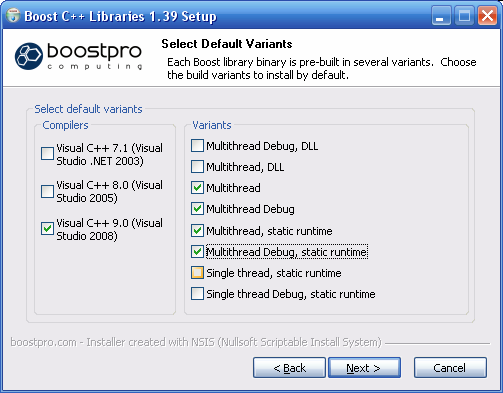 Boost C++ Libraries 1.39 Setup
boostpro
computing
Select Default Variants
Each Boost library binary is pre-built in several variants. Choose
the build variants to install by default.
Select default variants
Compilers
Visual C++ 7.1 (Visual
Studio .NET 2003)
Visual C++ 8.0 (Visual
Studio 2005)
Visual C++ 9.0 (Visual
Studio 2008)
Variants
Multithread Debug, DLL
Multithread, DLL
Multithread
Multithread Debug
Multithread, static runtime
Multithread Debug, static runtime
Single thread, static runtime
Single thread Debug, static runtime
boostpro.com - Installer created with NSIS (Nullsoft Scriptable Install System)
< Back
Next >
Cancel